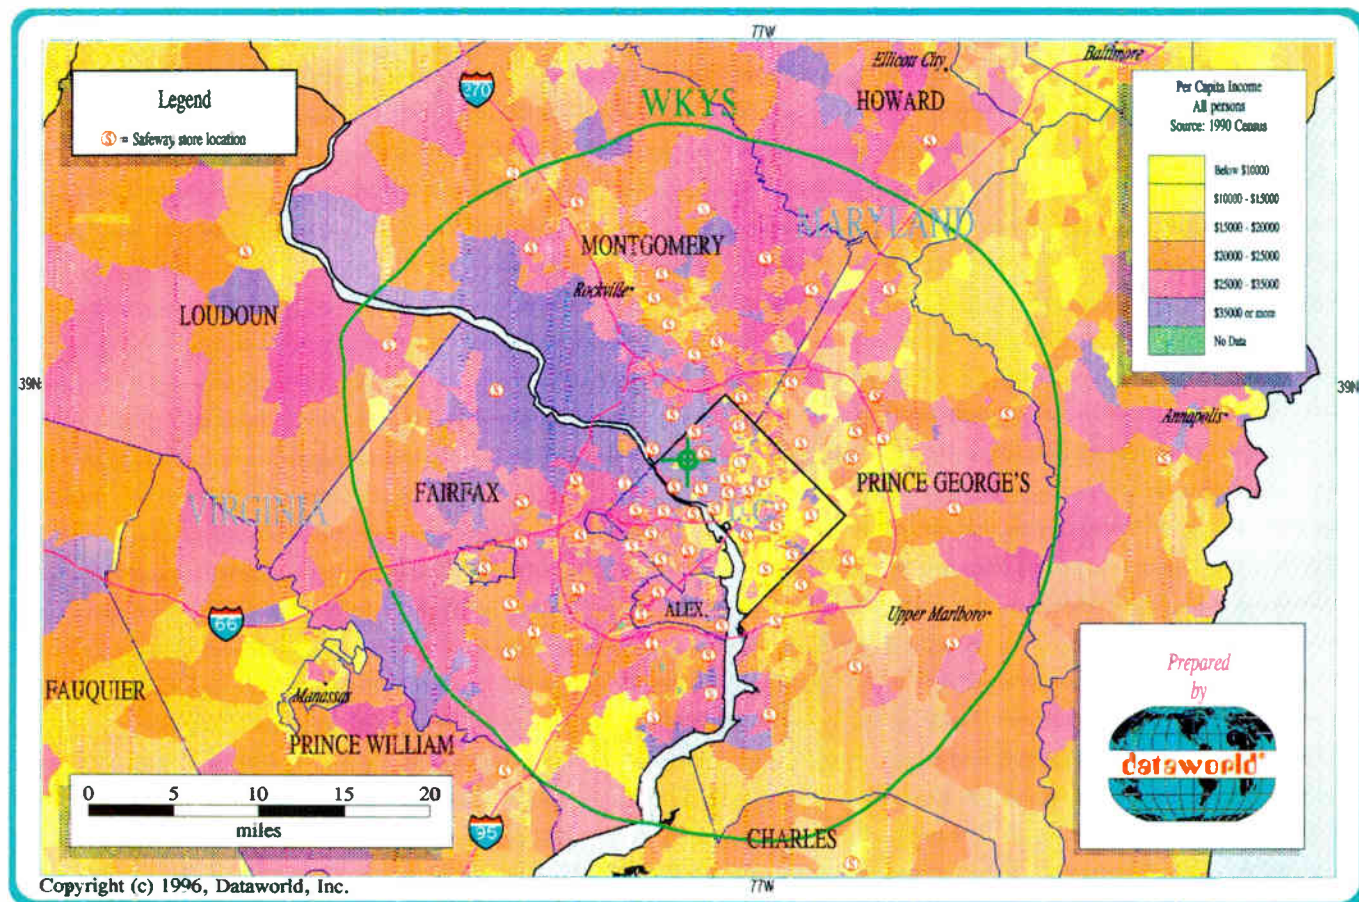 77W
Legend
Ⓢ = Safeway store location
270
WKYS
Ellicott City
HOWARD
Baltimore
Per Capita Income
All persons
Source: 1990 Census
Below $10000
$10000 - $15000
$15000 - $20000
$20000 - $25000
$25000 - $35000
$35000 or more
No Data
MARYLAND
MONTGOMERY
Rockville
LOUDOUN
39N
39N
Annapolis
FAIRFAX
PRINCE GEORGE'S
VIRGINIA
D.C.
ALEX.
Upper Marlboro
66
FAUQUIER
Manassas
PRINCE WILLIAM
Prepared
by
dataworld
0 5 10 15 20
miles
95
CHARLES
Copyright (c) 1996, Dataworld, Inc.
77W